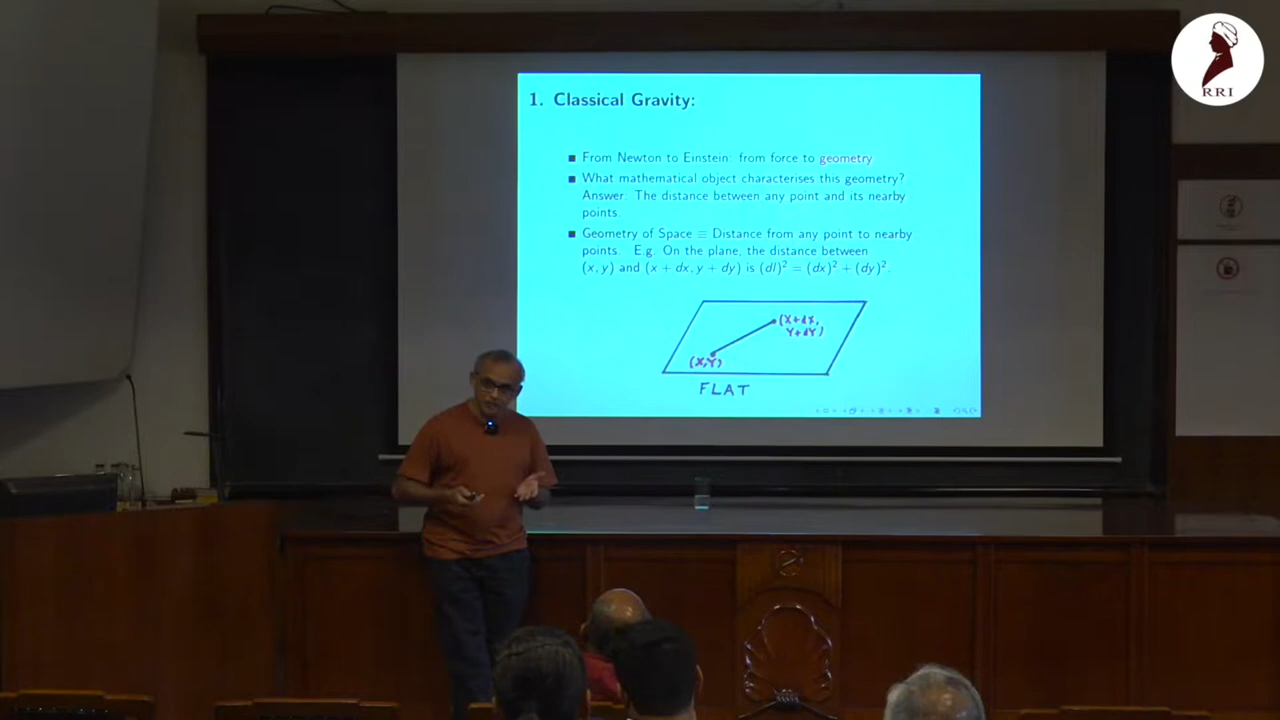 RRI
1. Classical Gravity:
■ From Newton to Einstein: from force to geometry
■ What mathematical object characterises this geometry?
Answer: The distance between any point and its nearby
points.
■ Geometry of Space ≡ Distance from any point to nearby
points. E.g. On the plane, the distance between
(x, y) and (x + dx, y + dy) is (dl)² = (dx)² + (dy)².
(X+dX,
Y+dY)
(X,Y)
FLAT